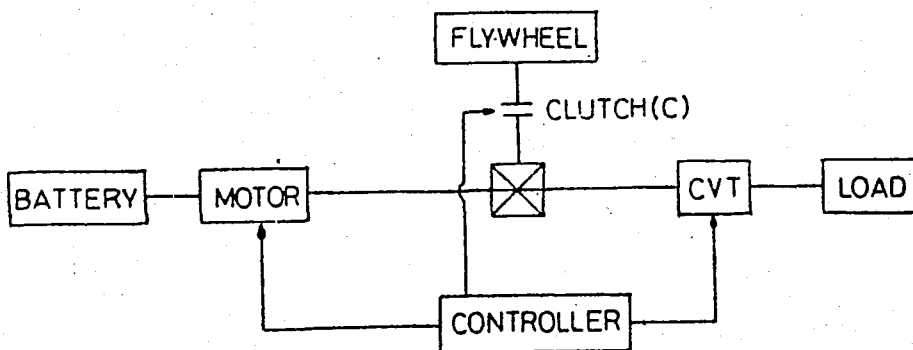 FLYWHEEL
CLUTCH(C)
BATTERY
MOTOR
CVT
LOAD
CONTROLLER